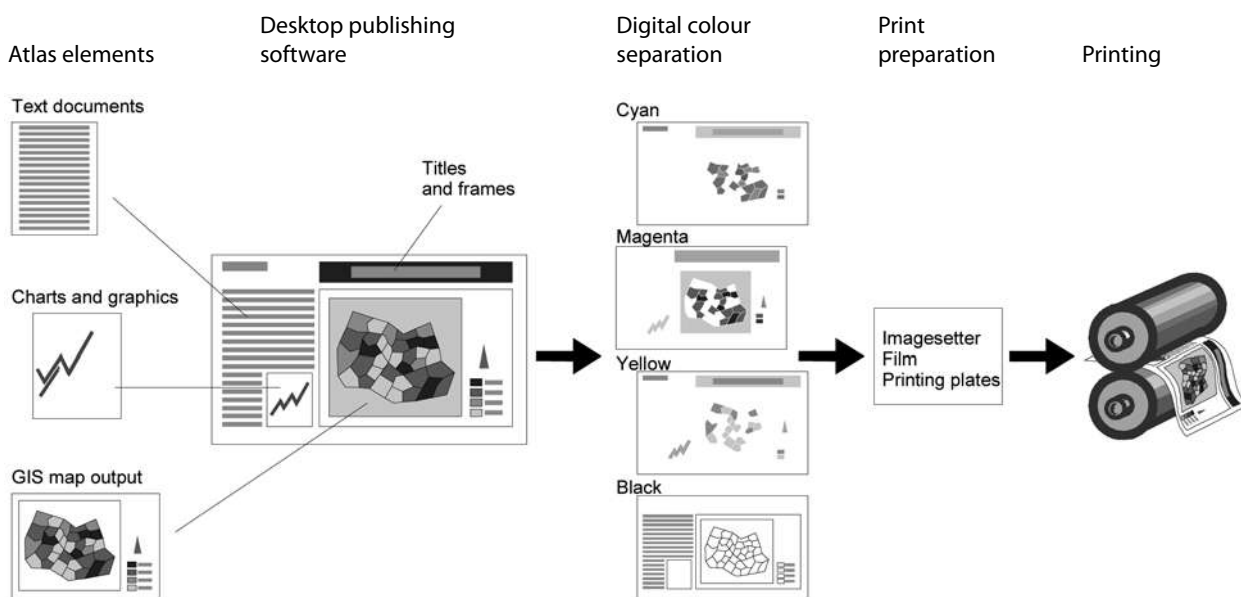 Atlas elements
Desktop publishing
software
Digital colour
separation
Print
preparation
Printing
Text documents
Charts and graphics
GIS map output
Titles
and frames
Cyan
Magenta
Yellow
Black
Imagesetter
Film
Printing plates